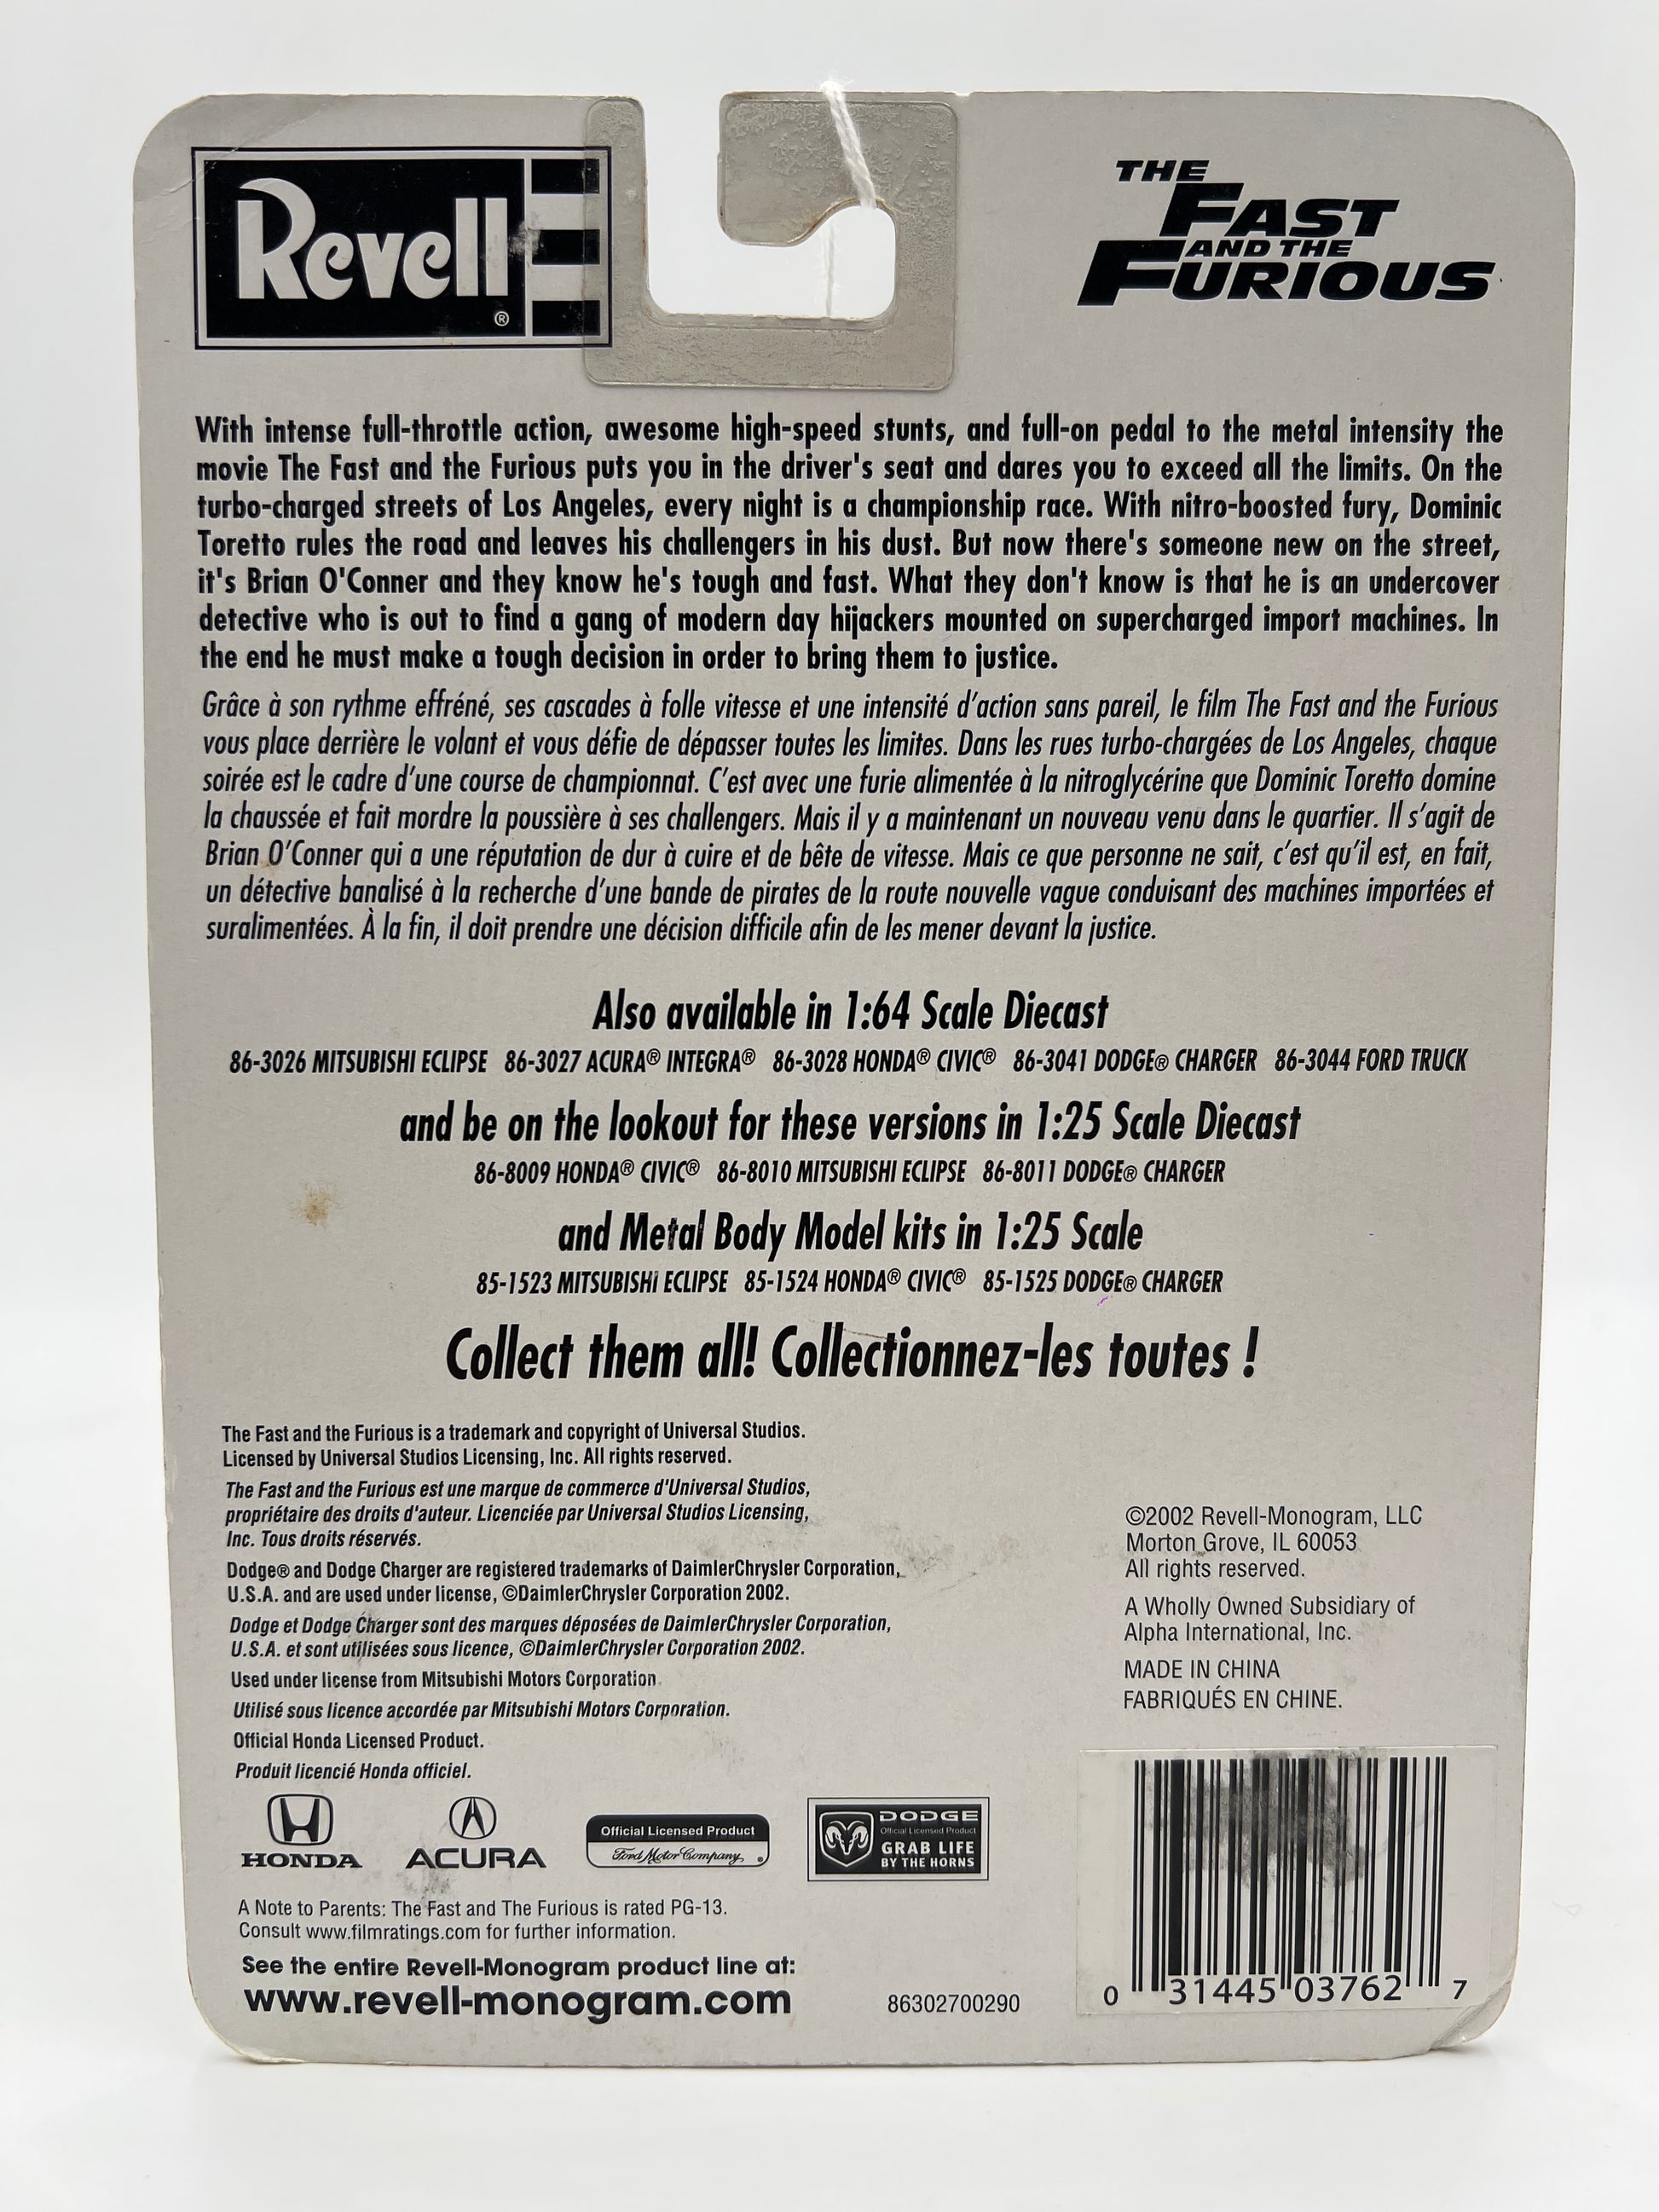 Revell®
THE
FAST
AND THE
FURIOUS
With intense full-throttle action, awesome high-speed stunts, and full-on pedal to the metal intensity the
movie The Fast and the Furious puts you in the driver's seat and dares you to exceed all the limits. On the
turbo-charged streets of Los Angeles, every night is a championship race. With nitro-boosted fury, Dominic
Toretto rules the road and leaves his challengers in his dust. But now there's someone new on the street,
it's Brian O'Conner and they know he's tough and fast. What they don't know is that he is an undercover
detective who is out to find a gang of modern day hijackers mounted on supercharged import machines. In
the end he must make a tough decision in order to bring them to justice.
Grâce à son rythme effréné, ses cascades à folle vitesse et une intensité d’action sans pareil, le film The Fast and the Furious
vous place derrière le volant et vous défie de dépasser toutes les limites. Dans les rues turbo-chargées de Los Angeles, chaque
soirée est le cadre d’une course de championnat. C’est avec une furie alimentée à la nitroglycérine que Dominic Toretto domine
la chaussée et fait mordre la poussière à ses challengers. Mais il y a maintenant un nouveau venu dans le quartier. Il s’agit de
Brian O’Conner qui a une réputation de dur à cuire et de bête de vitesse. Mais ce que personne ne sait, c’est qu’il est, en fait,
un détective banalisé à la recherche d’une bande de pirates de la route nouvelle vague conduisant des machines importées et
suralimentées. À la fin, il doit prendre une décision difficile afin de les mener devant la justice.
Also available in 1:64 Scale Diecast
86-3026 MITSUBISHI ECLIPSE 86-3027 ACURA® INTEGRA® 86-3028 HONDA® CIVIC® 86-3041 DODGE® CHARGER 86-3044 FORD TRUCK
and be on the lookout for these versions in 1:25 Scale Diecast
86-8009 HONDA® CIVIC® 86-8010 MITSUBISHI ECLIPSE 86-8011 DODGE® CHARGER
and Metal Body Model kits in 1:25 Scale
85-1523 MITSUBISHI ECLIPSE 85-1524 HONDA® CIVIC® 85-1525 DODGE® CHARGER
Collect them all! Collectionnez-les toutes !
The Fast and the Furious is a trademark and copyright of Universal Studios.
Licensed by Universal Studios Licensing, Inc. All rights reserved.
The Fast and the Furious est une marque de commerce d'Universal Studios,
propriétaire des droits d'auteur. Licenciée par Universal Studios Licensing,
Inc. Tous droits réservés.
Dodge® and Dodge Charger are registered trademarks of DaimlerChrysler Corporation,
U.S.A. and are used under license, ©DaimlerChrysler Corporation 2002.
Dodge et Dodge Charger sont des marques déposées de DaimlerChrysler Corporation,
U.S.A. et sont utilisées sous licence, ©DaimlerChrysler Corporation 2002.
Used under license from Mitsubishi Motors Corporation.
Utilisé sous licence accordée par Mitsubishi Motors Corporation.
Official Honda Licensed Product.
Produit licencié Honda officiel.
©2002 Revell-Monogram, LLC
Morton Grove, IL 60053
All rights reserved.
A Wholly Owned Subsidiary of
Alpha International, Inc.
MADE IN CHINA
FABRIQUÉS EN CHINE.
HONDA
ACURA
Official Licensed Product
Ford Motor Company
DODGE
Official Licensed Product
GRAB LIFE
BY THE HORNS
A Note to Parents: The Fast and The Furious is rated PG-13.
Consult www.filmratings.com for further information.
See the entire Revell-Monogram product line at:
www.revell-monogram.com
86302700290
0 31445 03762 7